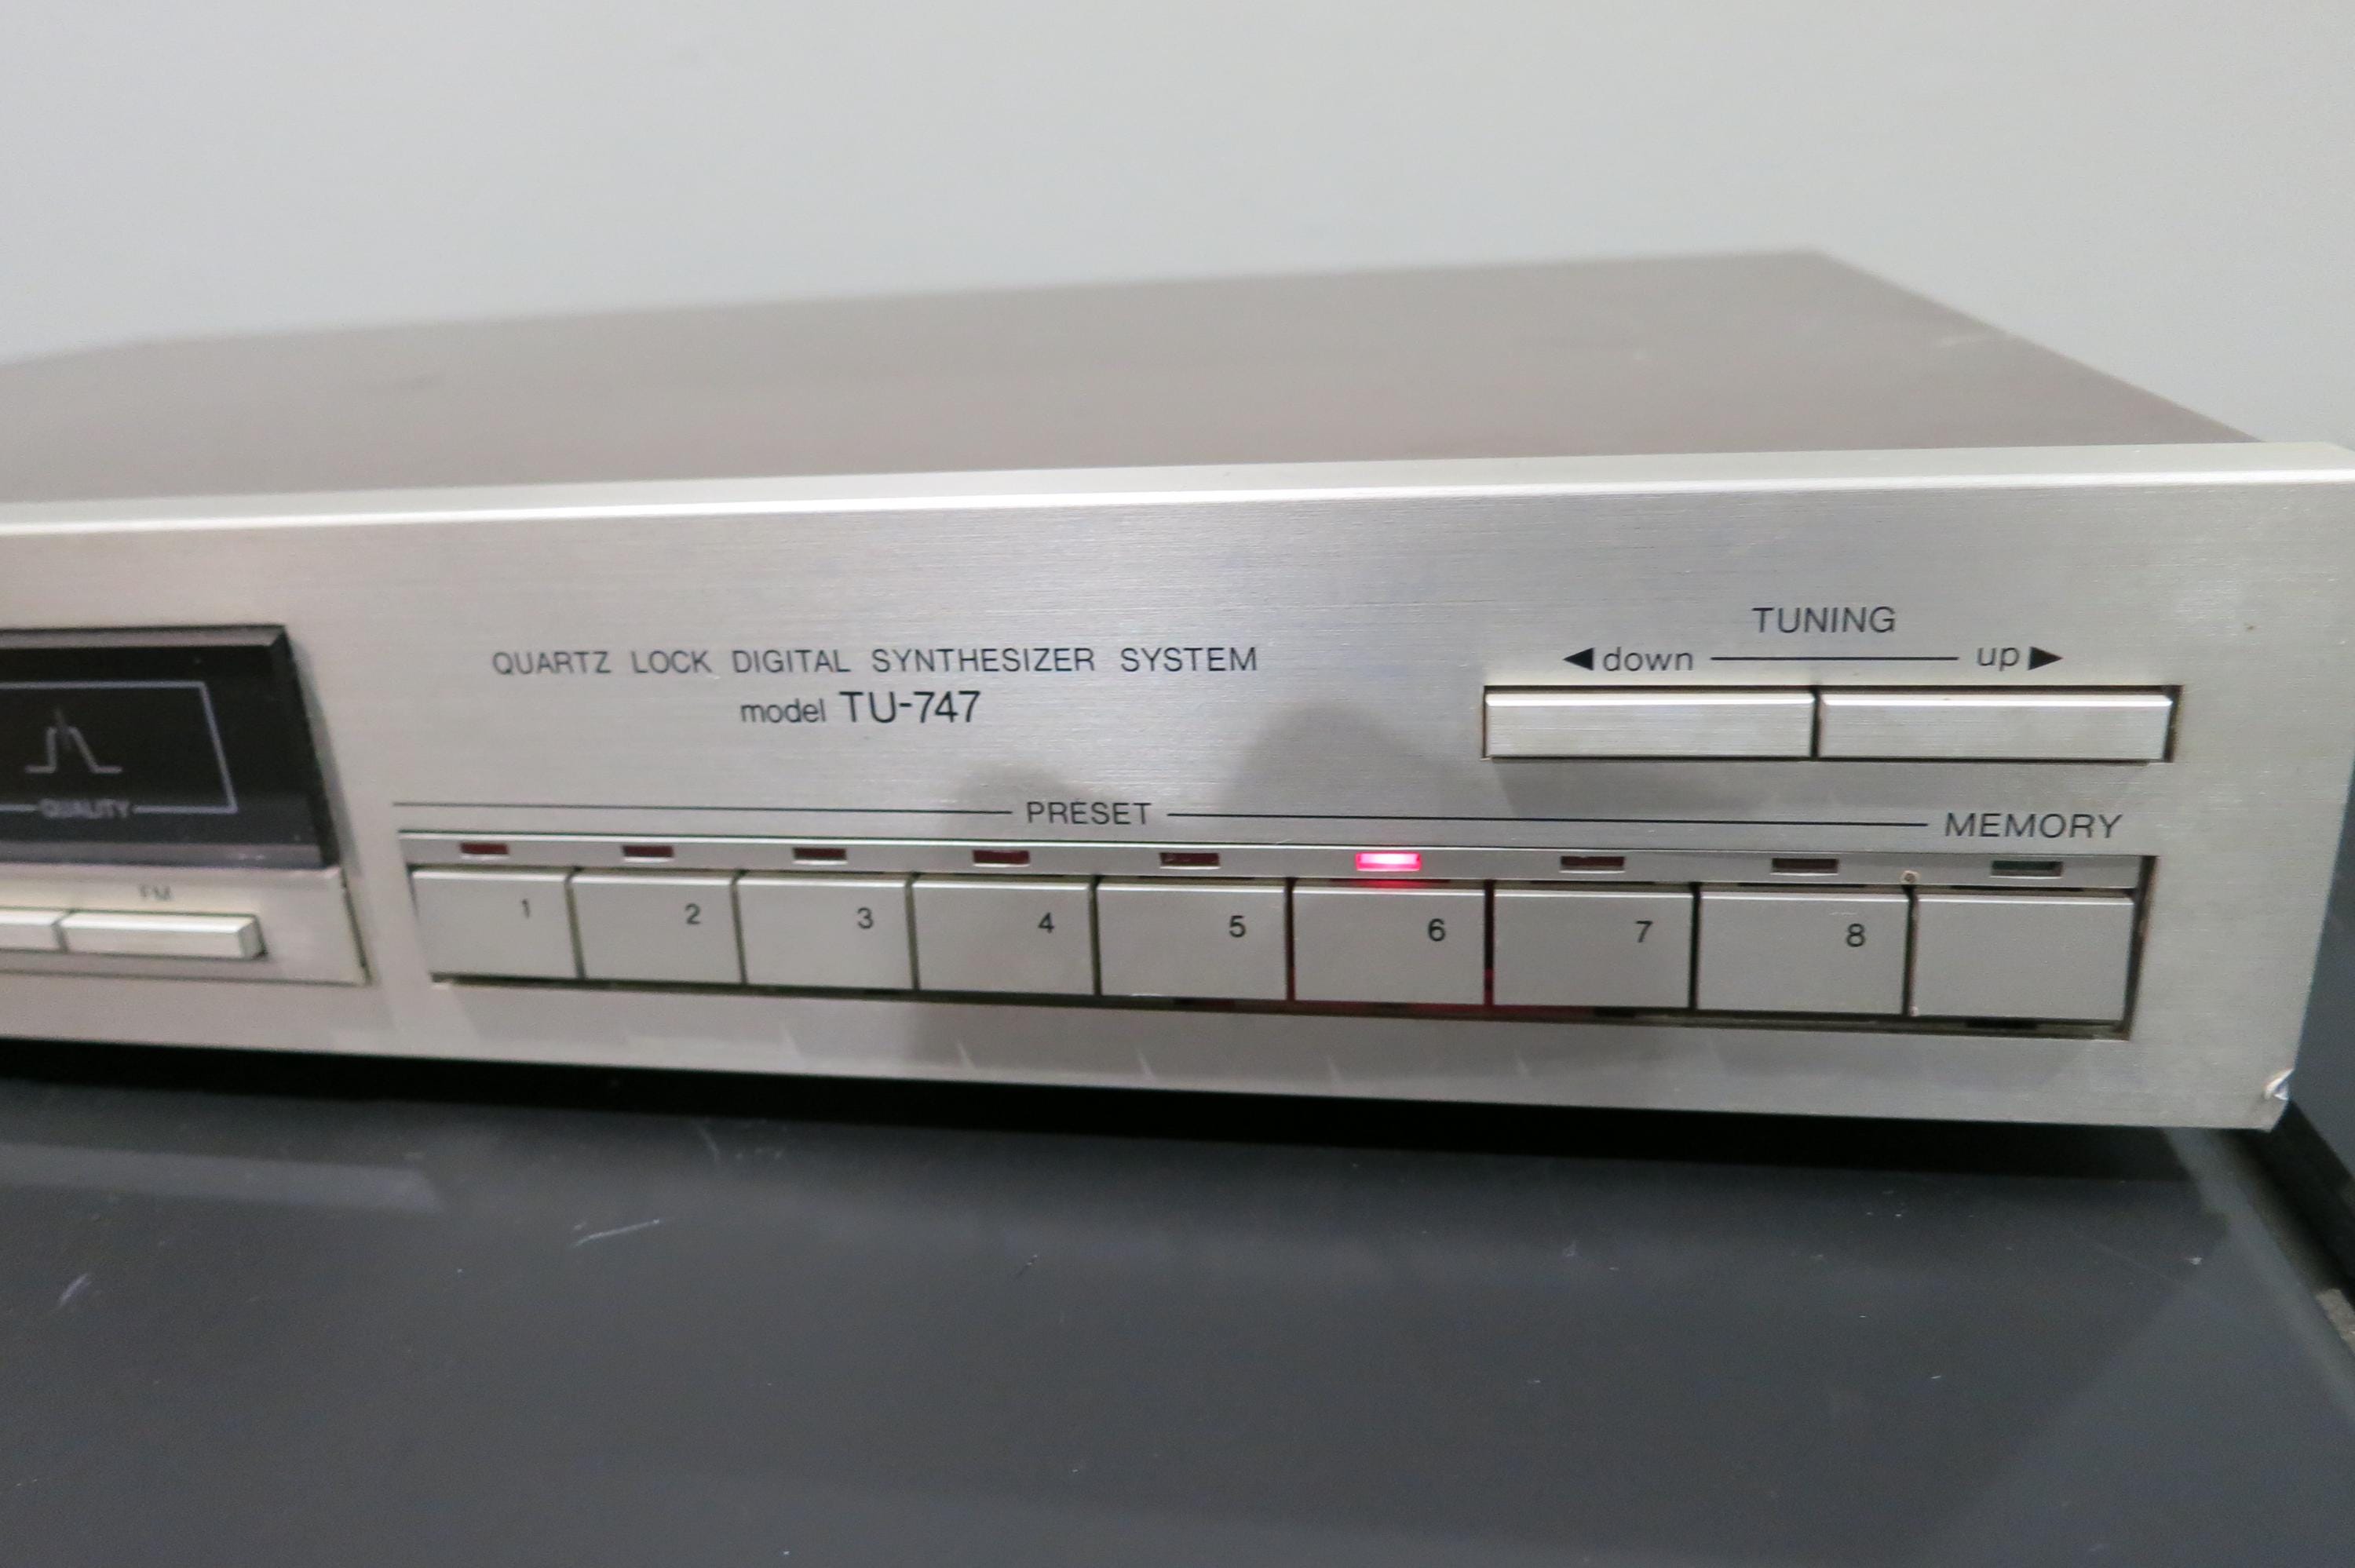 QUARTZ LOCK DIGITAL SYNTHESIZER SYSTEM
model TU-747
TUNING
◀down up▶
QUALITY
PRESET MEMORY
FM
1 2 3 4 5 6 7 8